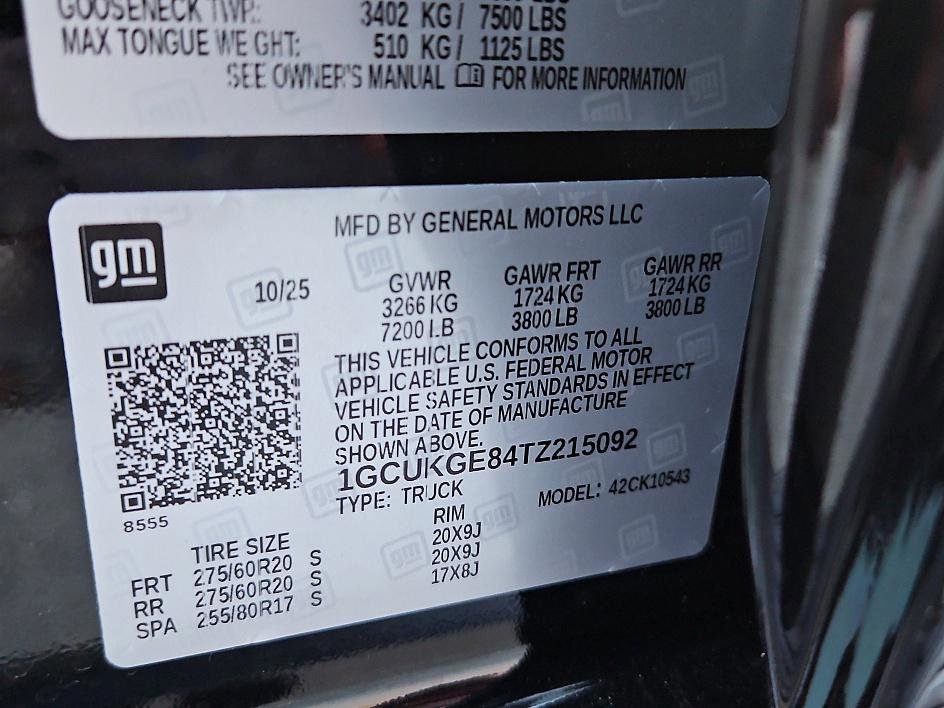 GOOSENECK TWR: 3402 KG / 7500 LBS
MAX TONGUE WEIGHT: 510 KG / 1125 LBS
SEE OWNER'S MANUAL FOR MORE INFORMATION
gm
MFD BY GENERAL MOTORS LLC
10/25 GVWR GAWR FRT GAWR RR
3266 KG 1724 KG 1724 KG
7200 LB 3800 LB 3800 LB
THIS VEHICLE CONFORMS TO ALL
APPLICABLE U.S. FEDERAL MOTOR
VEHICLE SAFETY STANDARDS IN EFFECT
ON THE DATE OF MANUFACTURE
SHOWN ABOVE.
1GCUKGE84TZ215092
TYPE: TRUCK MODEL: 42CK10543
8555
TIRE SIZE RIM
FRT 275/60R20 S 20X9J
RR 275/60R20 S 20X9J
SPA 255/80R17 S 17X8J